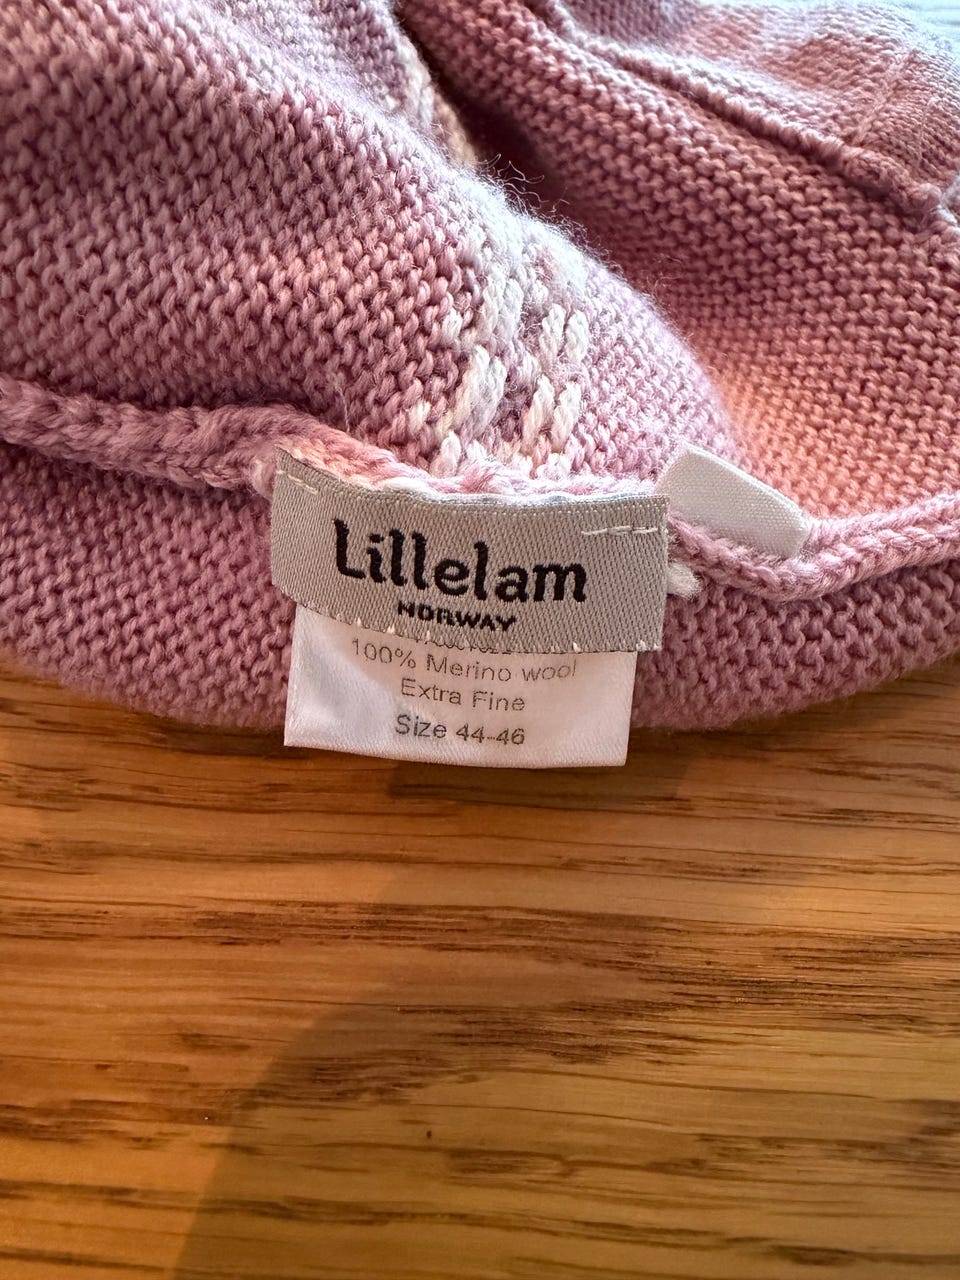 Lillelam
NORWAY
100% Merino wool
Extra Fine
Size 44-46